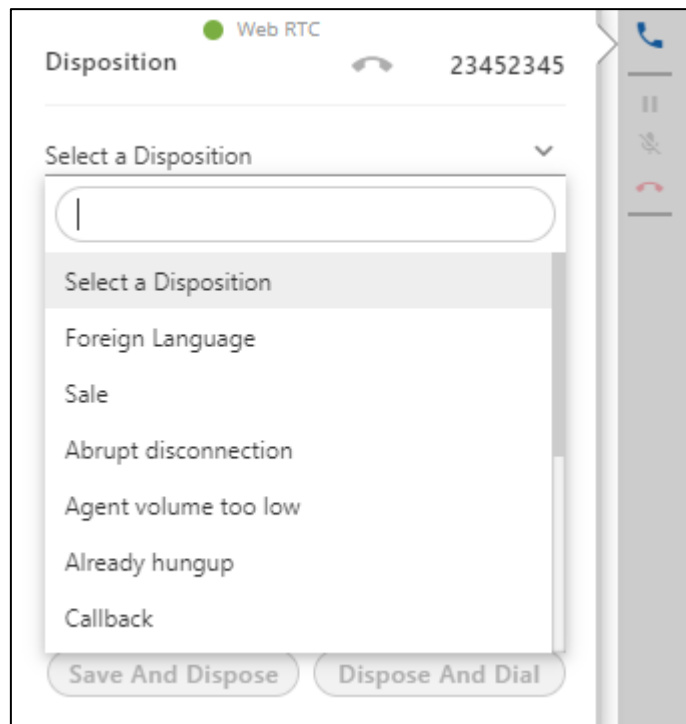 Web RTC
Disposition 23452345
Select a Disposition
Select a Disposition
Foreign Language
Sale
Abrupt disconnection
Agent volume too low
Already hungup
Callback
Save And Dispose Dispose And Dial